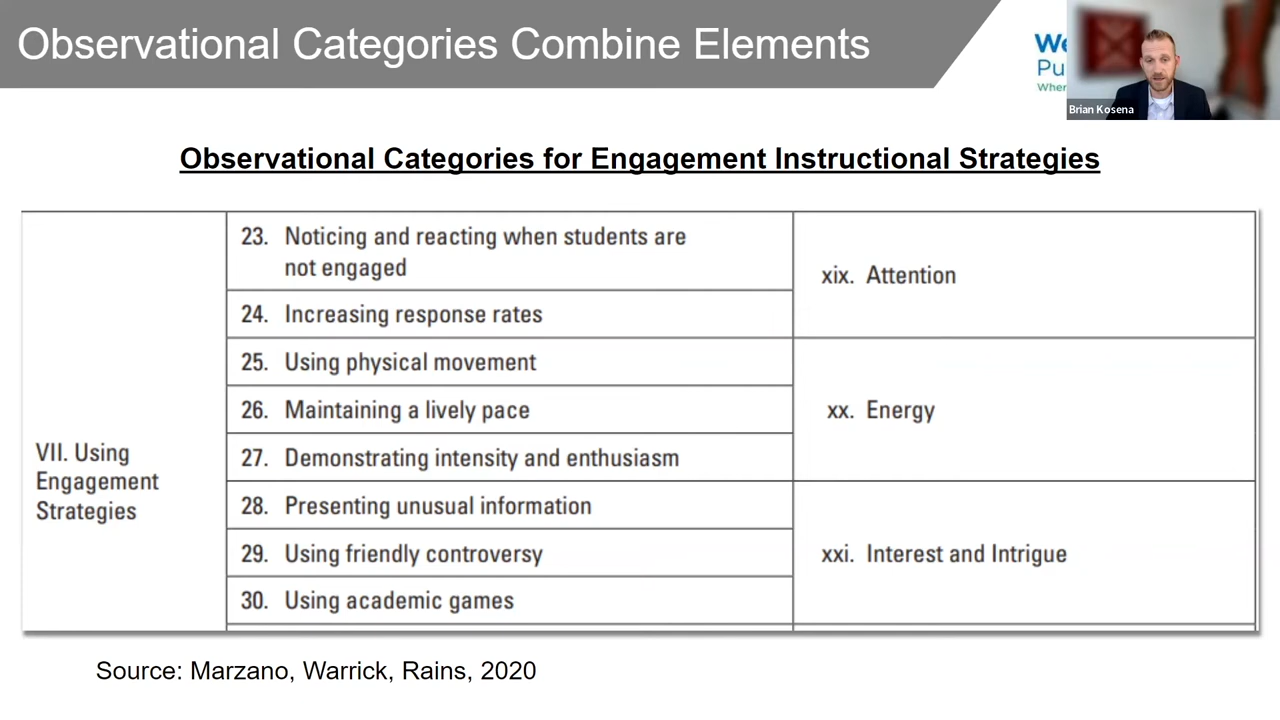 Observational Categories Combine Elements
We
Pu
Wher
Brian Kosena
Observational Categories for Engagement Instructional Strategies
VII. Using
Engagement
Strategies
23. Noticing and reacting when students are
not engaged
24. Increasing response rates
25. Using physical movement
26. Maintaining a lively pace
27. Demonstrating intensity and enthusiasm
28. Presenting unusual information
29. Using friendly controversy
30. Using academic games
xix. Attention
xx. Energy
xxi. Interest and Intrigue
Source: Marzano, Warrick, Rains, 2020